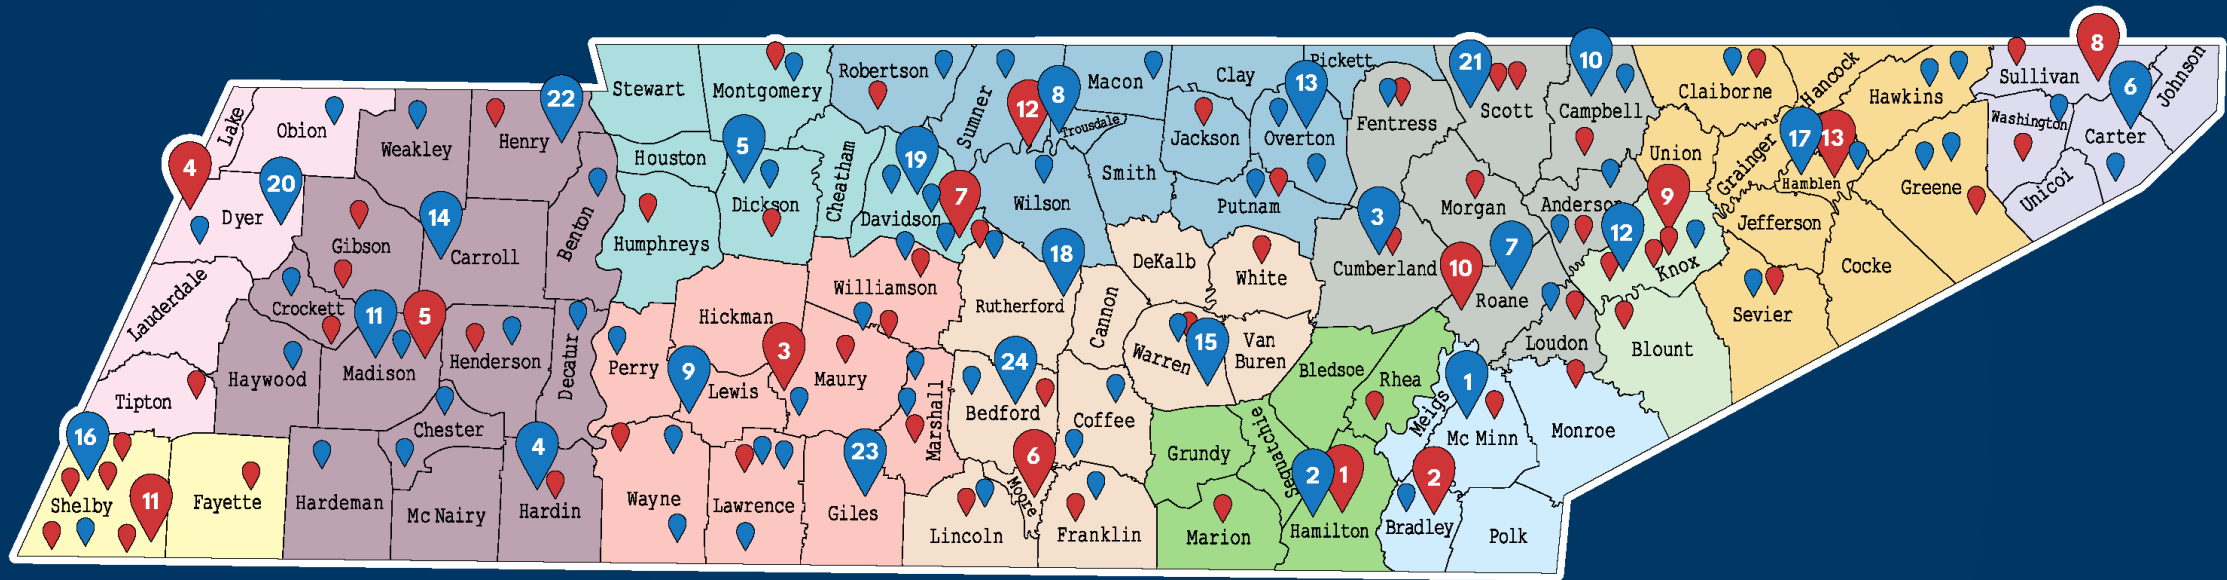 8
21
10
Pickett
Stewart
Montgomery
Robertson
Macon
Clay
13
Scott
Campbell
Claiborne
Hancock
Hawkins
Sullivan
6
Johnson
22
Lake
Obion
Weakley
Henry
5
Sumner
12
8
Trousdale
Jackson
Overton
Fentress
17
13
Washington
Carter
4
20
Houston
Cheatham
19
Wilson
Smith
Union
Grainger
Hamblen
Greene
Unicoi
Dyer
14
Gibson
Carroll
Benton
Humphreys
Dickson
Davidson
7
Putnam
3
Morgan
Anderson
9
12
Jefferson
Lauderdale
Crockett
11
5
Hickman
Williamson
18
Rutherford
DeKalb
White
Cumberland
10
7
Roane
Knox
Cocke
Sevier
Haywood
Madison
Henderson
Decatur
Perry
9
Lewis
3
Maury
Cannon
Warren
15
Van
Buren
Bledsoe
Rhea
Loudon
Blount
Tipton
Chester
Marshall
24
Bedford
Coffee
1
Meigs
Mc Minn
Monroe
16
4
23
6
Grundy
Sequatchie
2
1
2
Shelby
11
Fayette
Hardeman
Mc Nairy
Hardin
Wayne
Lawrence
Giles
Lincoln
Moore
Franklin
Marion
Hamilton
Bradley
Polk